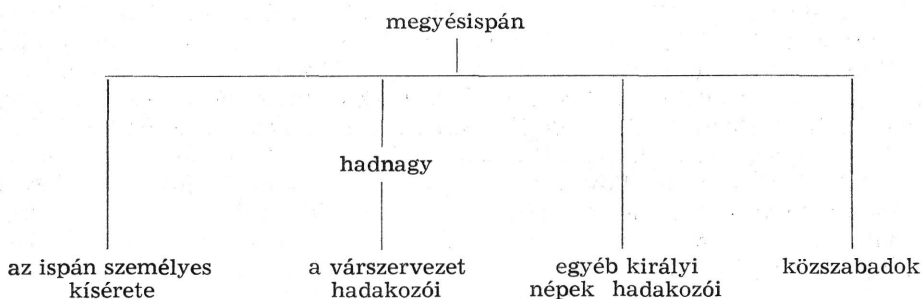 megyésispán
hadnagy
az ispán személyes a várszervezet egyéb királyi közszabadok
kísérete hadakozói népek hadakozói